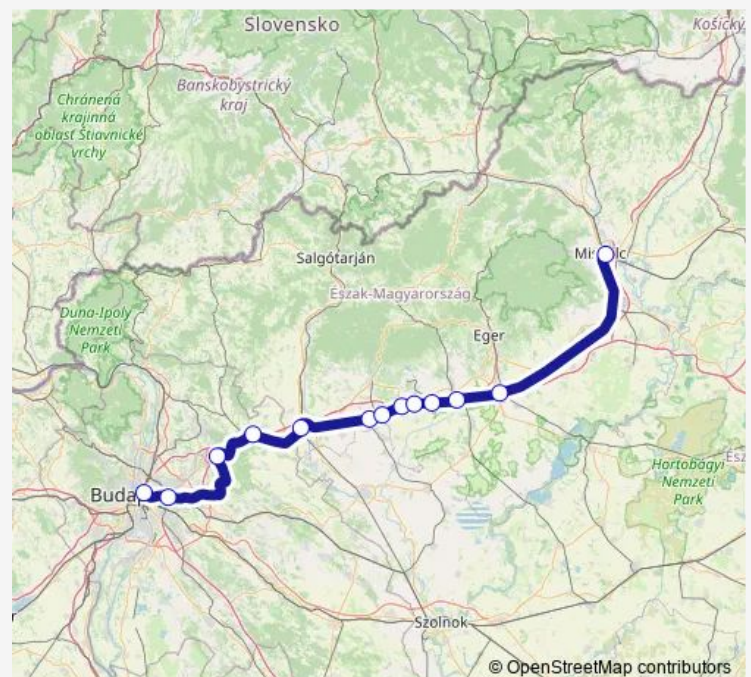 Slovensko
Košický
Banskobystrický
kraj
Chránená
krajinná
oblasť Štiavnické
vrchy
Salgótarján
Észak-Magyarország
Duna-Ipoly
Nemzeti
Park
Eger
Hortobágyi
Nemzeti
Park
Szolnok
© OpenStreetMap contributors